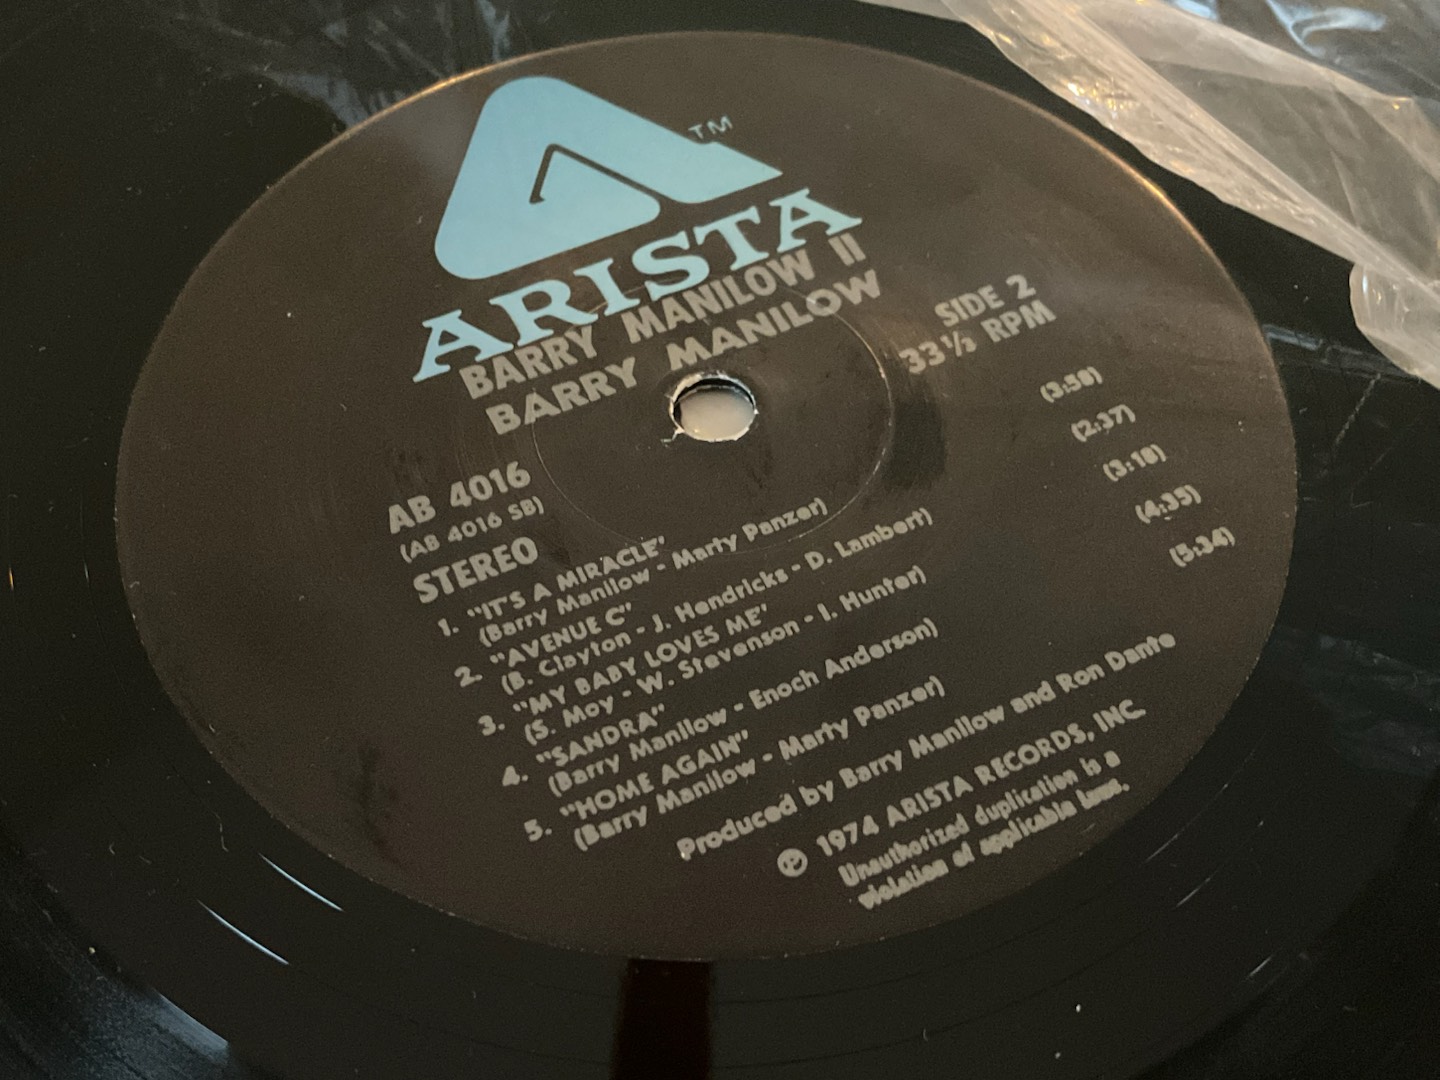 TM
ARISTA
BARRY MANILOW II
BARRY MANILOW
SIDE 2
33⅓ RPM
AB 4016
(AB 4016 SB)
STEREO
1. "IT'S A MIRACLE" (3:58)
(Barry Manilow - Marty Panzer)
2. "AVENUE C" (2:37)
(B. Clayton - J. Hendricks - D. Lambert)
3. "MY BABY LOVES ME" (3:18)
(S. Moy - W. Stevenson - I. Hunter)
4. "SANDRA" (4:35)
(Barry Manilow - Enoch Anderson)
5. "HOME AGAIN" (5:34)
(Barry Manilow - Marty Panzer)
Produced by Barry Manilow and Ron Dante
℗ 1974 ARISTA RECORDS, INC.
Unauthorized duplication is a
violation of applicable laws.